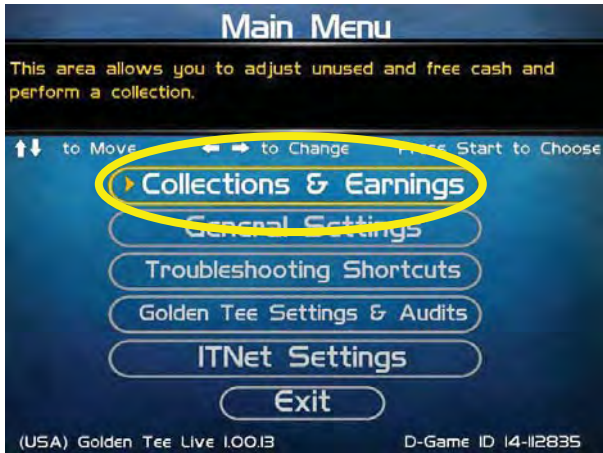 Main Menu
This area allows you to adjust unused and free cash and
perform a collection.
↑↓ to Move ← → to Change Press Start to Choose
Collections & Earnings
General Settings
Troubleshooting Shortcuts
Golden Tee Settings & Audits
ITNet Settings
Exit
(USA) Golden Tee Live 1.00.13 D-Game ID 14-112835